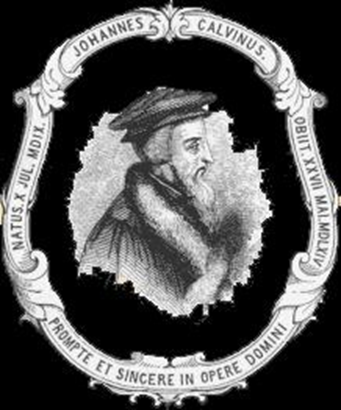 JOHANNES CALVINUS.
NATUS. X JUL. MDIX.
OBIIT. XXVII MAI. MDLXIV.
PROMPTE ET SINCERE IN OPERE DOMINI